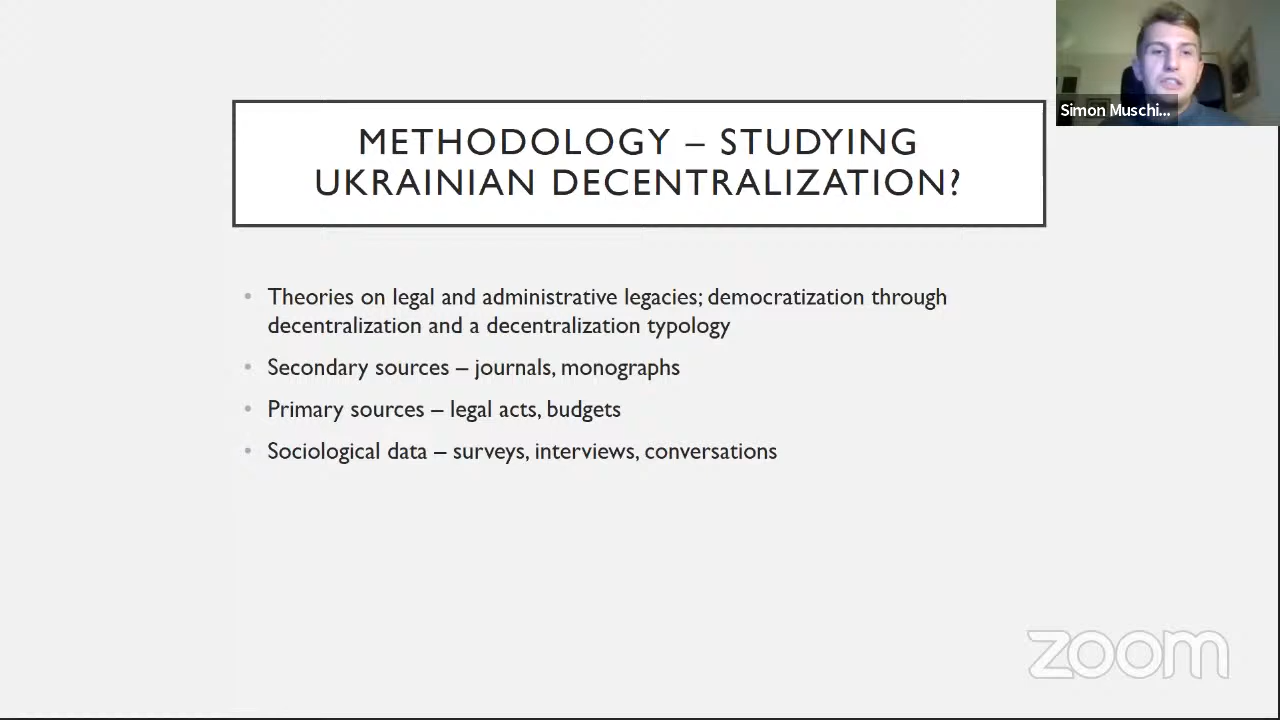 METHODOLOGY – STUDYING
UKRAINIAN DECENTRALIZATION?
Simon Muschi...
• Theories on legal and administrative legacies; democratization through
decentralization and a decentralization typology
• Secondary sources – journals, monographs
• Primary sources – legal acts, budgets
• Sociological data – surveys, interviews, conversations
zoom